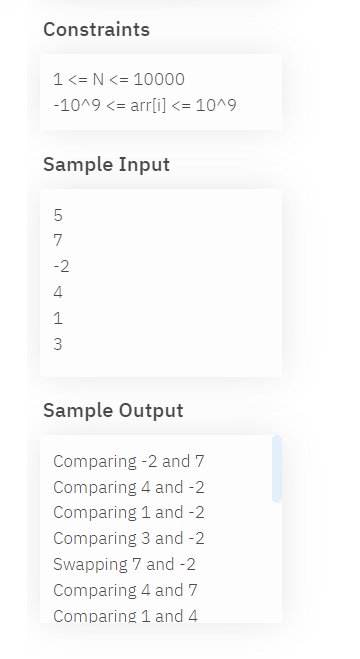 Constraints
1 <= N <= 10000
-10^9 <= arr[i] <= 10^9
Sample Input
5
7
-2
4
1
3
Sample Output
Comparing -2 and 7
Comparing 4 and -2
Comparing 1 and -2
Comparing 3 and -2
Swapping 7 and -2
Comparing 4 and 7
Comparing 1 and 4